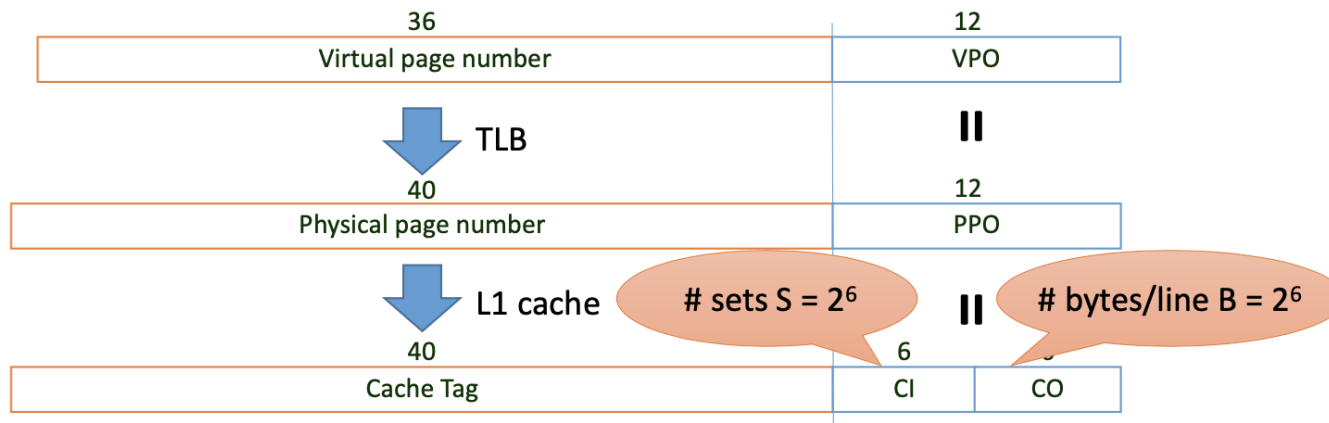 36 12
Virtual page number VPO
TLB =
40 12
Physical page number PPO
L1 cache # sets S = 2⁶ = # bytes/line B = 2⁶
40 6
Cache Tag CI CO